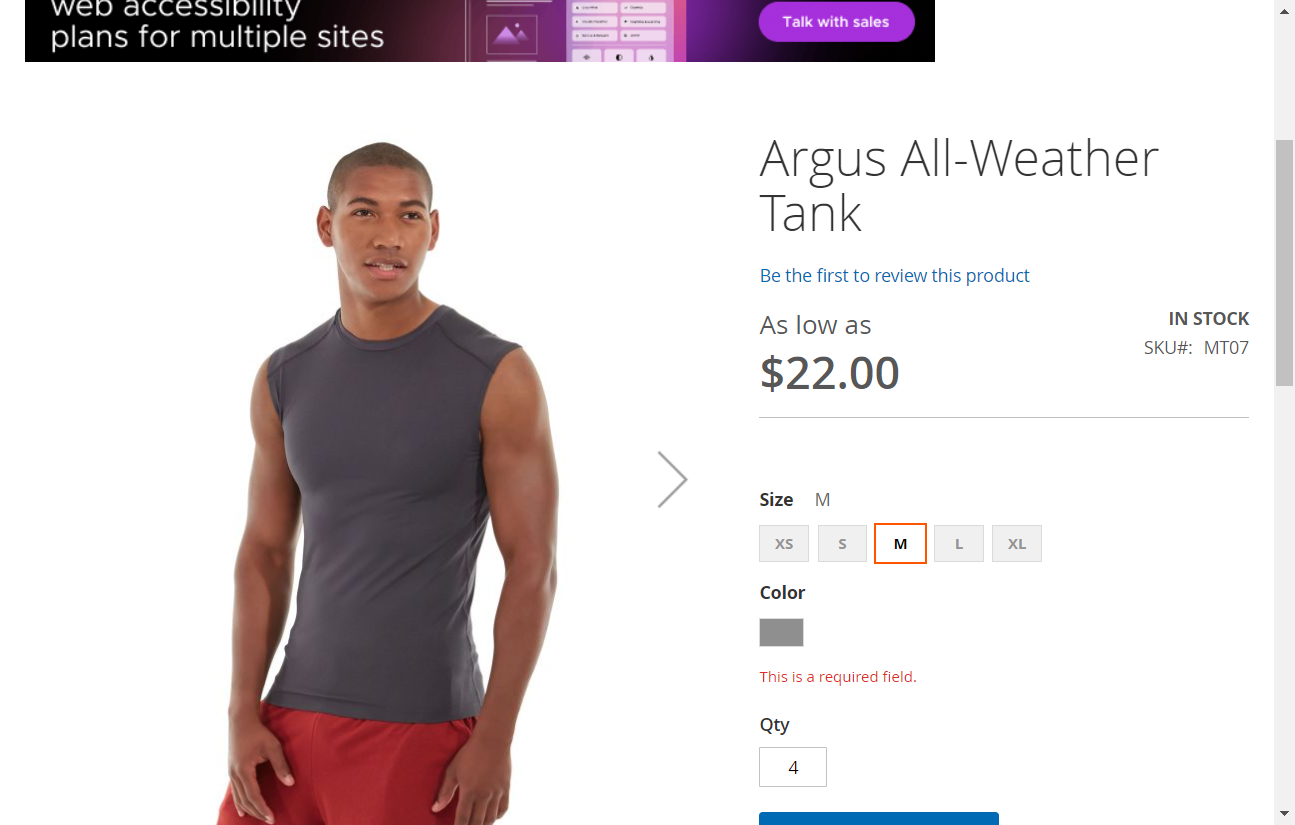 web accessibility
plans for multiple sites
Talk with sales
Argus All-Weather
Tank
Be the first to review this product
As low as
IN STOCK
$22.00
SKU#: MT07
Size M
XS S M L XL
Color
This is a required field.
Qty
4